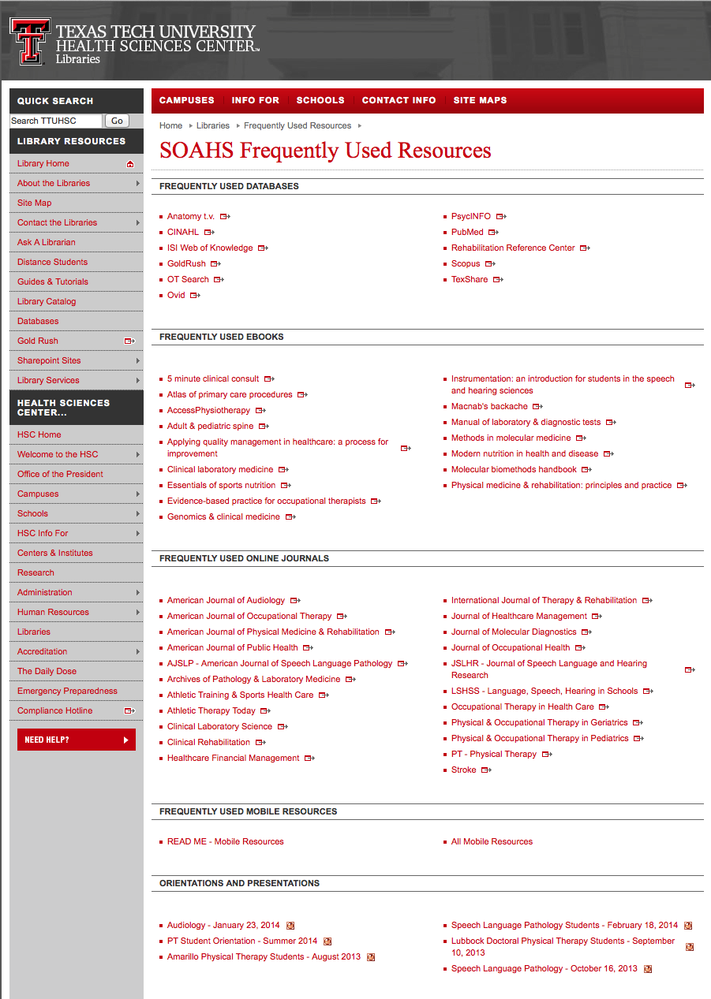 TEXAS TECH UNIVERSITY
HEALTH SCIENCES CENTER™
Libraries
QUICK SEARCH
Search TTUHSC Go
LIBRARY RESOURCES
Library Home
About the Libraries
Site Map
Contact the Libraries
Ask A Librarian
Distance Students
Guides & Tutorials
Library Catalog
Databases
Gold Rush
Sharepoint Sites
Library Services
HEALTH SCIENCES
CENTER...
HSC Home
Welcome to the HSC
Office of the President
Campuses
Schools
HSC Info For
Centers & Institutes
Research
Administration
Human Resources
Libraries
Accreditation
The Daily Dose
Emergency Preparedness
Compliance Hotline
NEED HELP?
CAMPUSES INFO FOR SCHOOLS CONTACT INFO SITE MAPS
Home Libraries Frequently Used Resources
SOAHS Frequently Used Resources
FREQUENTLY USED DATABASES
Anatomy t.v.
CINAHL
ISI Web of Knowledge
GoldRush
OT Search
Ovid
PsycINFO
PubMed
Rehabilitation Reference Center
Scopus
TexShare
FREQUENTLY USED EBOOKS
5 minute clinical consult
Atlas of primary care procedures
AccessPhysiotherapy
Adult & pediatric spine
Applying quality management in healthcare: a process for
improvement
Clinical laboratory medicine
Essentials of sports nutrition
Evidence-based practice for occupational therapists
Genomics & clinical medicine
Instrumentation: an introduction for students in the speech
and hearing sciences
Macnab's backache
Manual of laboratory & diagnostic tests
Methods in molecular medicine
Modern nutrition in health and disease
Molecular biomethods handbook
Physical medicine & rehabilitation: principles and practice
FREQUENTLY USED ONLINE JOURNALS
American Journal of Audiology
American Journal of Occupational Therapy
American Journal of Physical Medicine & Rehabilitation
American Journal of Public Health
AJSLP - American Journal of Speech Language Pathology
Archives of Pathology & Laboratory Medicine
Athletic Training & Sports Health Care
Athletic Therapy Today
Clinical Laboratory Science
Clinical Rehabilitation
Healthcare Financial Management
International Journal of Therapy & Rehabilitation
Journal of Healthcare Management
Journal of Molecular Diagnostics
Journal of Occupational Health
JSLHR - Journal of Speech Language and Hearing
Research
LSHSS - Language, Speech, Hearing in Schools
Occupational Therapy in Health Care
Physical & Occupational Therapy in Geriatrics
Physical & Occupational Therapy in Pediatrics
PT - Physical Therapy
Stroke
FREQUENTLY USED MOBILE RESOURCES
READ ME - Mobile Resources
All Mobile Resources
ORIENTATIONS AND PRESENTATIONS
Audiology - January 23, 2014
PT Student Orientation - Summer 2014
Amarillo Physical Therapy Students - August 2013
Speech Language Pathology Students - February 18, 2014
Lubbock Doctoral Physical Therapy Students - September
10, 2013
Speech Language Pathology - October 16, 2013